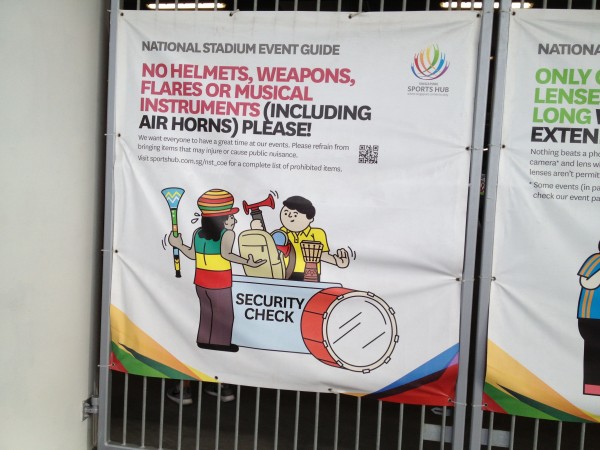 NATIONAL STADIUM EVENT GUIDE
NO HELMETS, WEAPONS,
FLARES OR MUSICAL
INSTRUMENTS (INCLUDING
AIR HORNS) PLEASE!
We want everyone to have a great time at our events. Please refrain from
bringing items that may injure or cause public nuisance.
Visit sportshub.com.sg/nst_coe for a complete list of prohibited items.
SPORTS HUB
SECURITY
CHECK
NATIONA
ONLY C
LENSE
LONG W
EXTEN
Nothing beats a pho
camera* and lens w
lenses aren't permit
* Some events (in pa
check our event pa